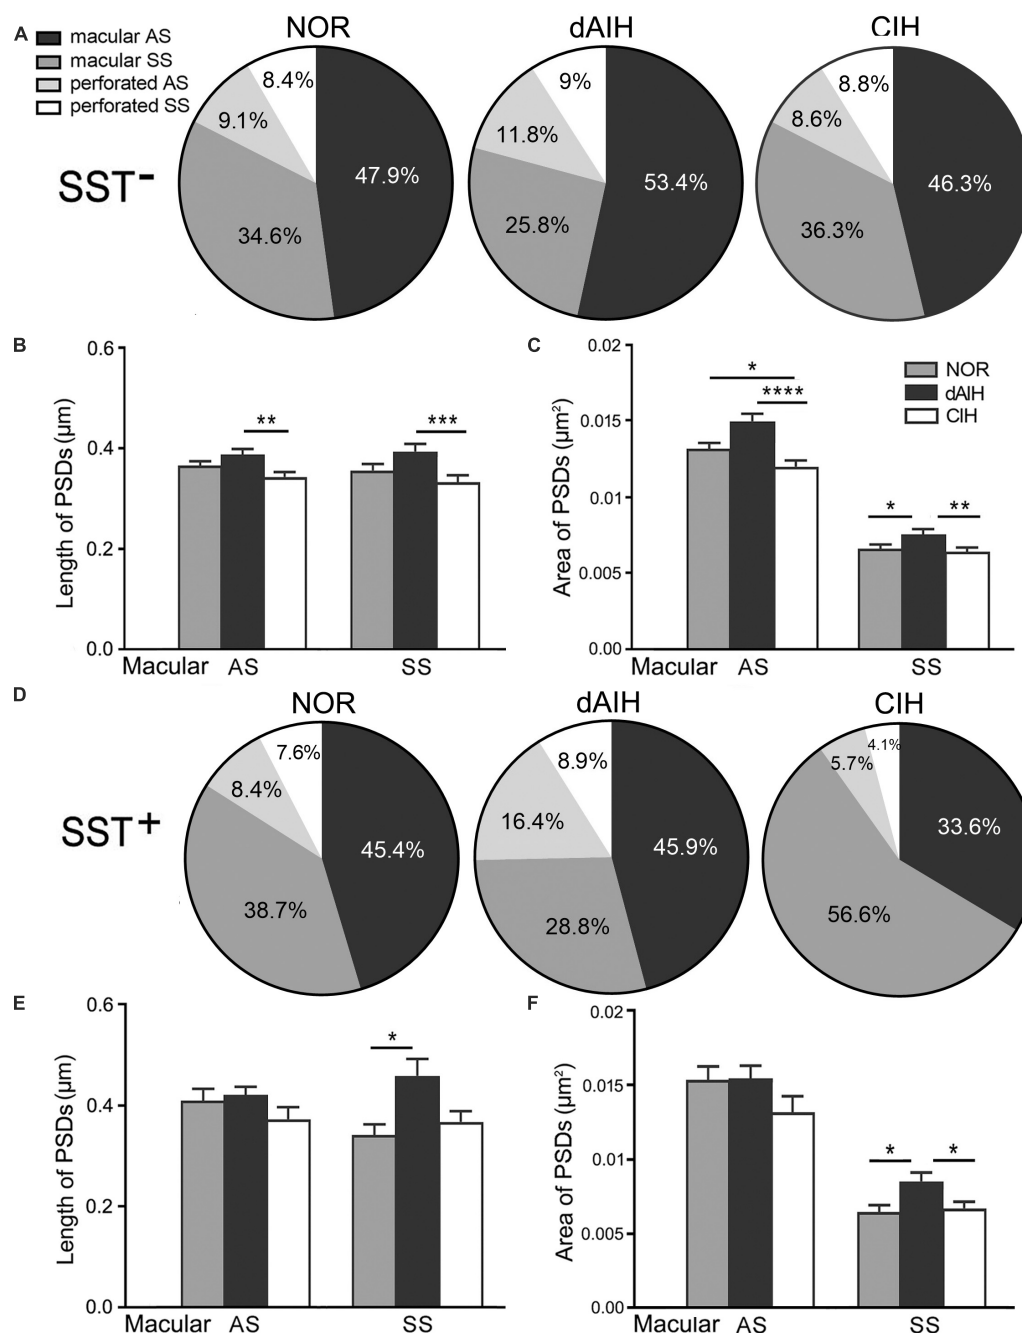 A
macular AS
macular SS
perforated AS
perforated SS
NOR
dAIH
CIH
SST-
8.4%
9.1%
47.9%
34.6%
9%
11.8%
53.4%
25.8%
8.8%
8.6%
46.3%
36.3%
B
Length of PSDs (µm)
0.6
0.4
0.2
0.0
**
***
Macular AS SS
C
Area of PSDs (µm²)
0.02
0.015
0.01
0.005
0.00
*
****
*
**
NOR
dAIH
CIH
Macular AS SS
D
NOR
dAIH
CIH
SST+
7.6%
8.4%
45.4%
38.7%
8.9%
16.4%
45.9%
28.8%
4.1%
5.7%
33.6%
56.6%
E
Length of PSDs (µm)
0.6
0.4
0.2
0.0
*
Macular AS SS
F
Area of PSDs (µm²)
0.02
0.015
0.01
0.005
0.00
*
*
Macular AS SS